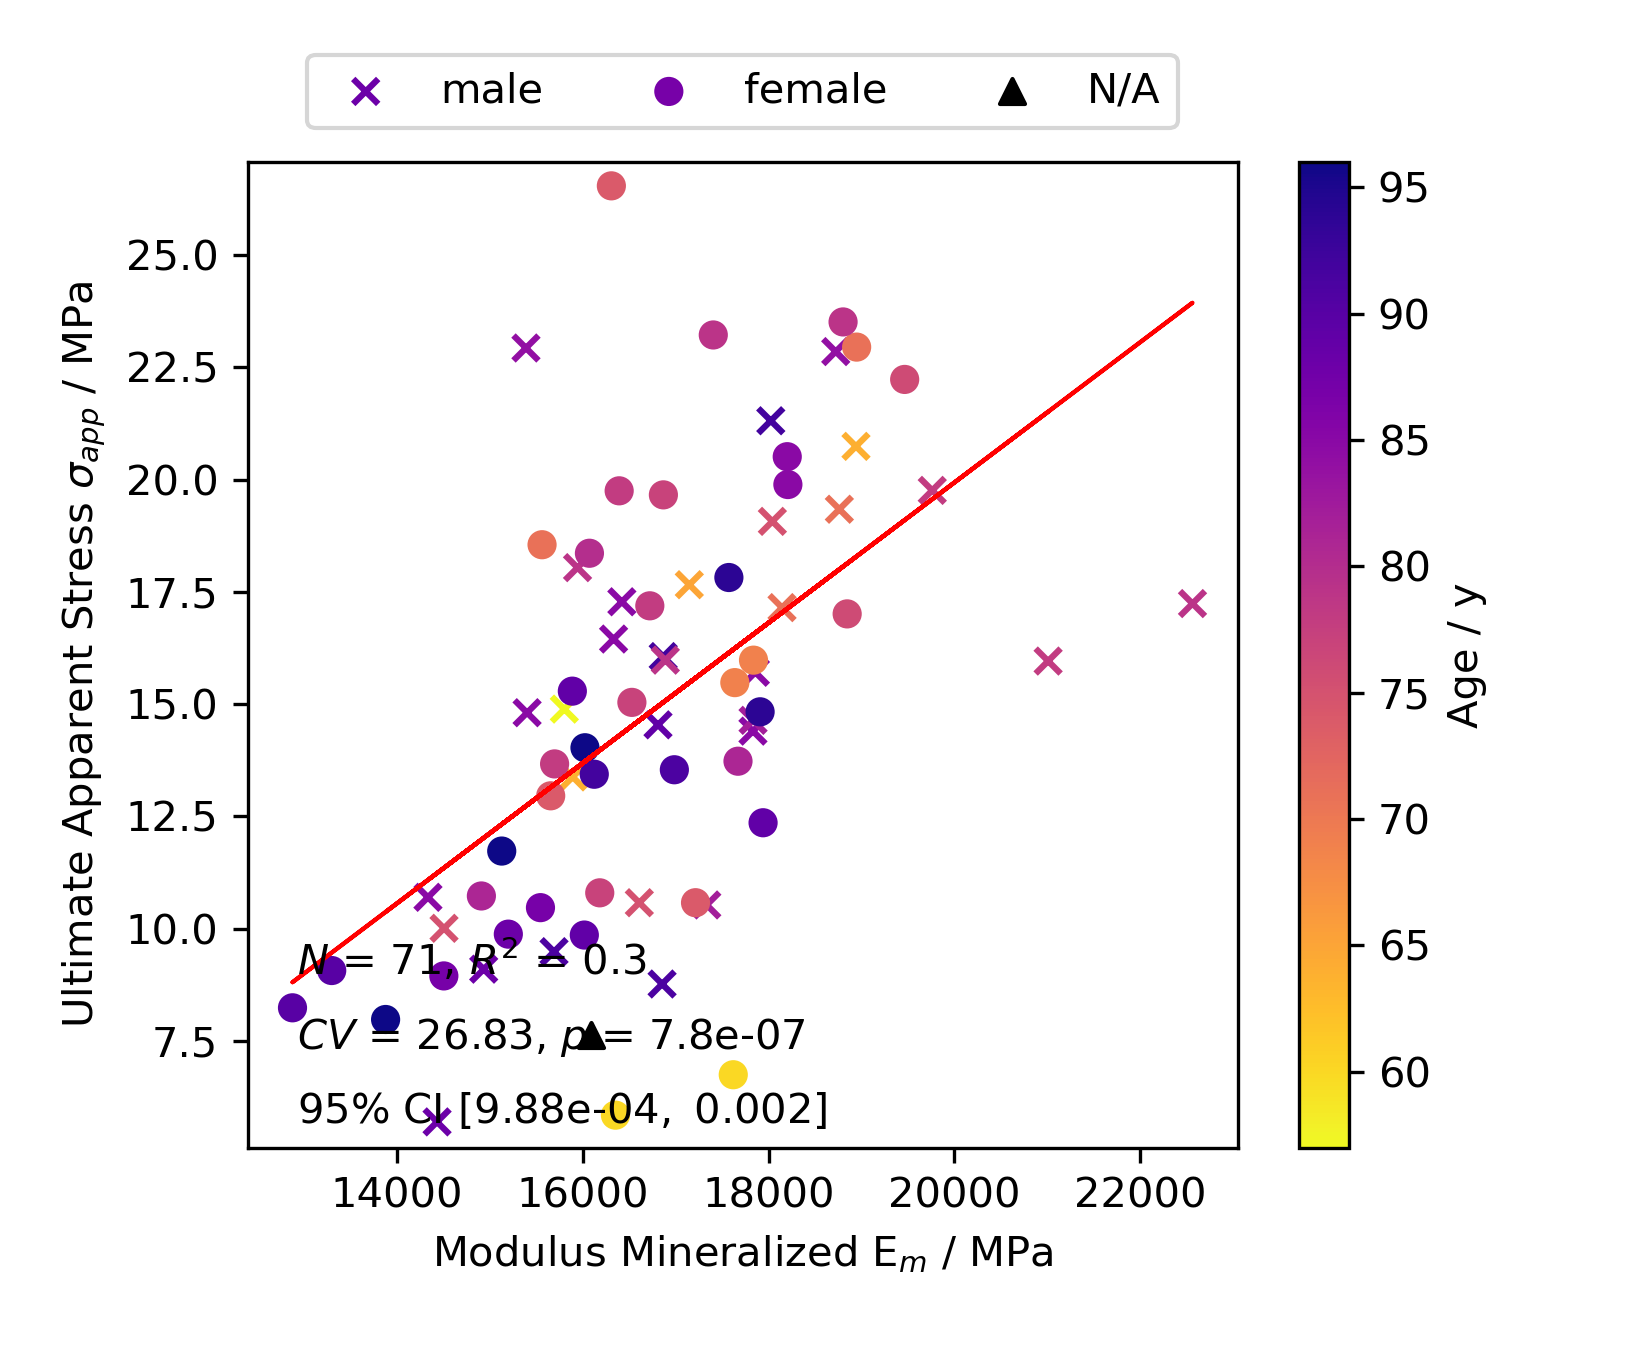 male female N/A
25.0
22.5
20.0
17.5
15.0
12.5
10.0
7.5
Ultimate Apparent Stress σapp / MPa
N = 71, R² = 0.3
CV = 26.83, p = 7.8e-07
95% CI [9.88e-04, 0.002]
14000 16000 18000 20000 22000
Modulus Mineralized Em / MPa
95
90
85
80
75
70
65
60
Age / y